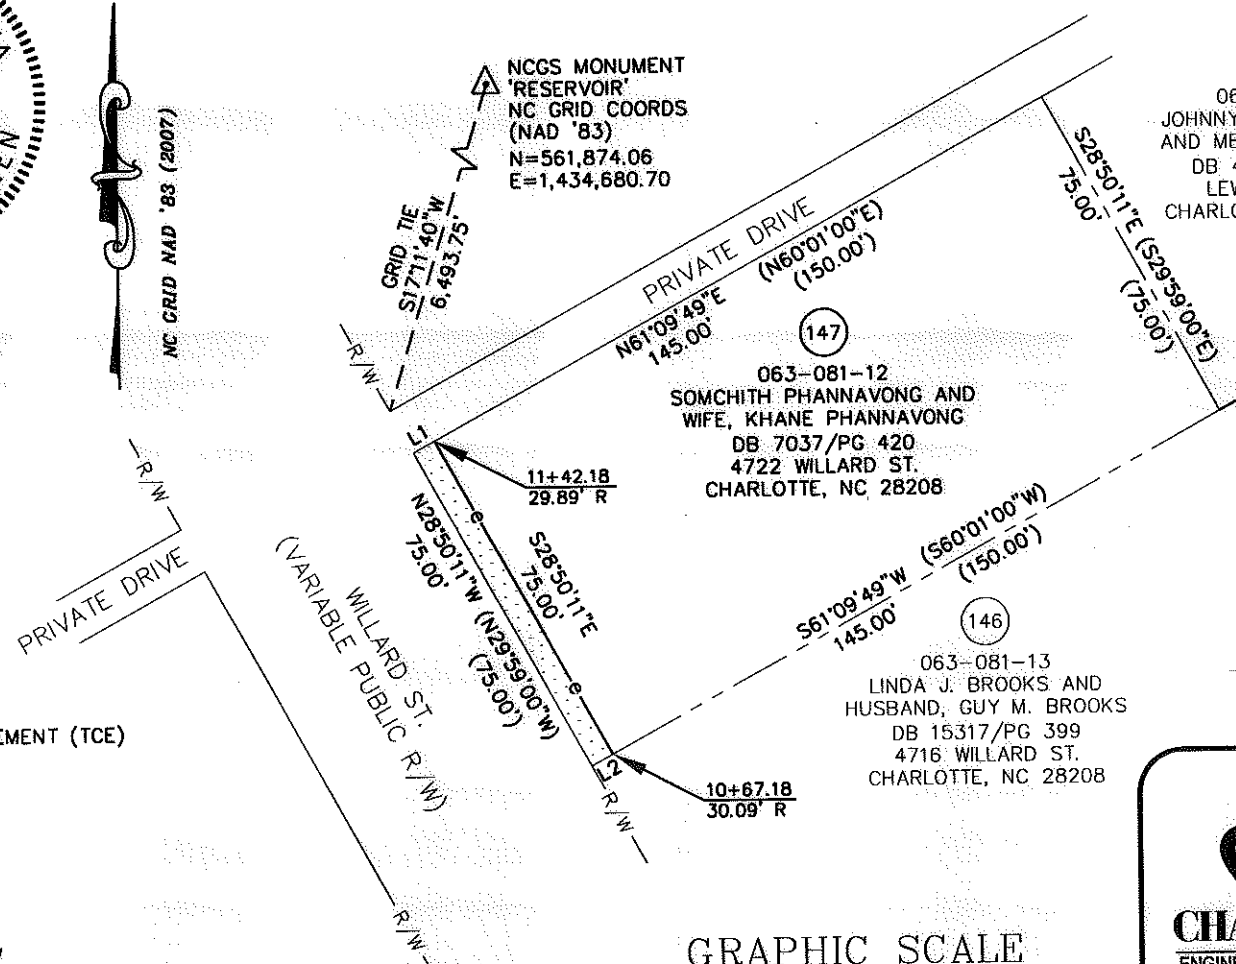 EN
NC GRID NAD '83 (2007)
NCGS MONUMENT
'RESERVOIR'
NC GRID COORDS
(NAD '83)
N=561,874.06
E=1,434,680.70
GRID TIE
S17°11'40"W
6,493.75'
R/W
PRIVATE DRIVE
N61°09'49"E (N60°01'00"E)
145.00' (150.00')
S28°50'11"E (S29°59'00"E)
75.00' (75.00')
JOHNNY
AND ME
DB 4
LEW
CHARLO
147
063-081-12
SOMCHITH PHANNAVONG AND
WIFE, KHANE PHANNAVONG
DB 7037/PG 420
4722 WILLARD ST.
CHARLOTTE, NC 28208
L1
11+42.18
29.89' R
e
N28°50'11"W (N29°59'00"W)
75.00' (75.00')
S28°50'11"E
75.00'
e
R/W
PRIVATE DRIVE
WILLARD ST.
(VARIABLE PUBLIC R/W)
S61°09'49"W (S60°01'00"W)
145.00' (150.00')
146
063-081-13
LINDA J. BROOKS AND
HUSBAND, GUY M. BROOKS
DB 15317/PG 399
4716 WILLARD ST.
CHARLOTTE, NC 28208
EMENT (TCE)
L2
10+67.18
30.09' R
R/W
R/W
GRAPHIC SCALE
CHA
ENGINE